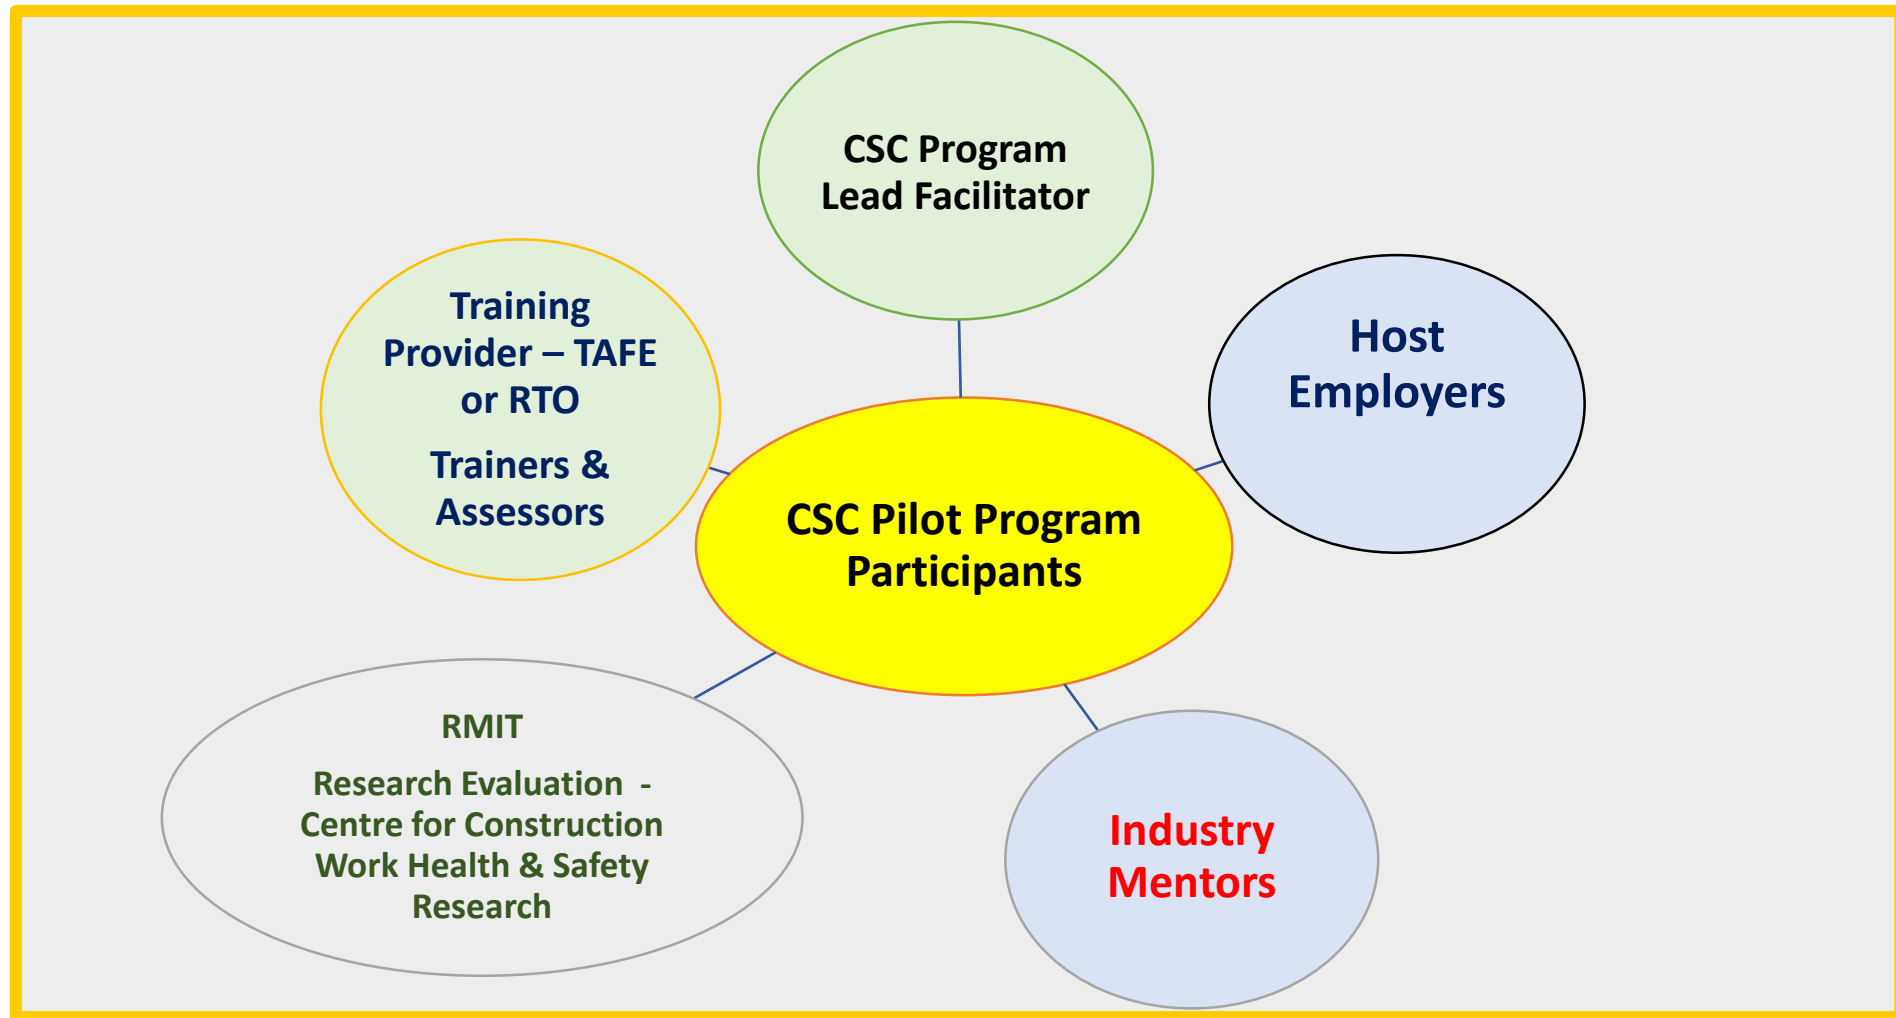 CSC Program
Lead Facilitator
Training
Provider – TAFE
or RTO
Trainers &
Assessors
Host
Employers
CSC Pilot Program
Participants
RMIT
Research Evaluation  -
Centre for Construction
Work Health & Safety
Research
Industry
Mentors